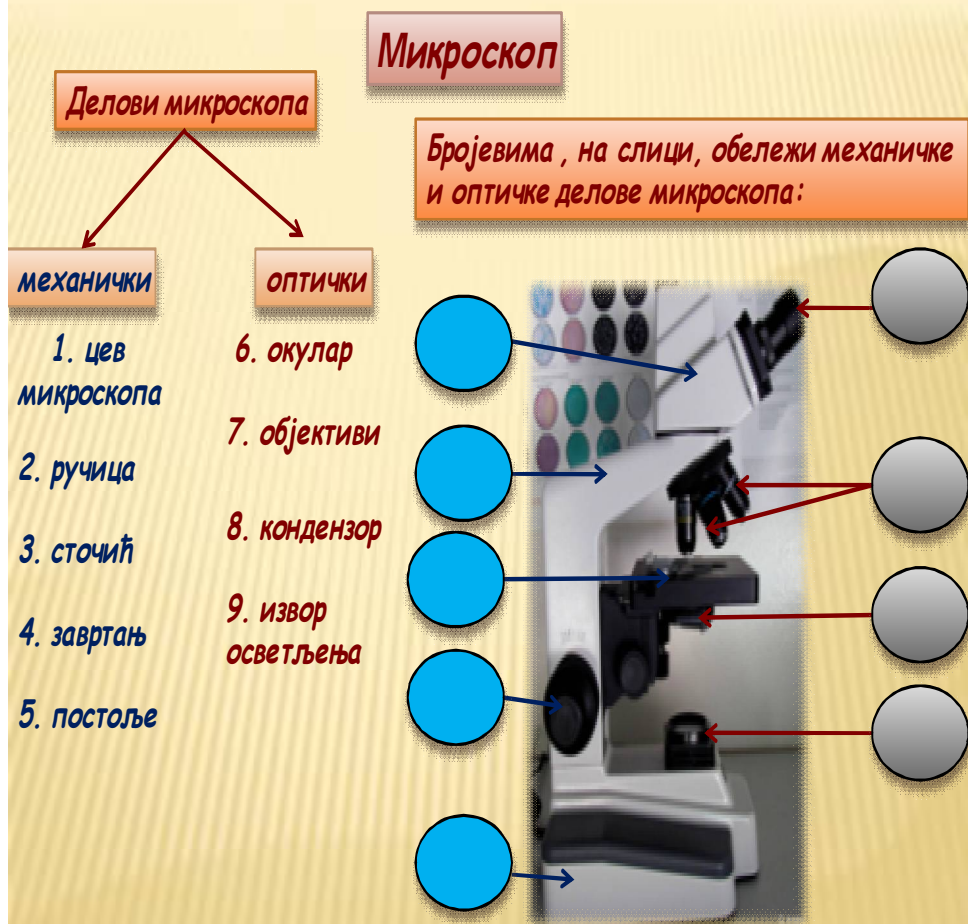 Микроскоп
Делови микроскопа
Бројевима , на слици, обележи механичке
и оптичке делове микроскопа:
механички
1. цев
микроскопа
2. ручица
3. сточић
4. завртањ
5. постоље
оптички
6. окулар
7. објективи
8. кондензор
9. извор
осветљења